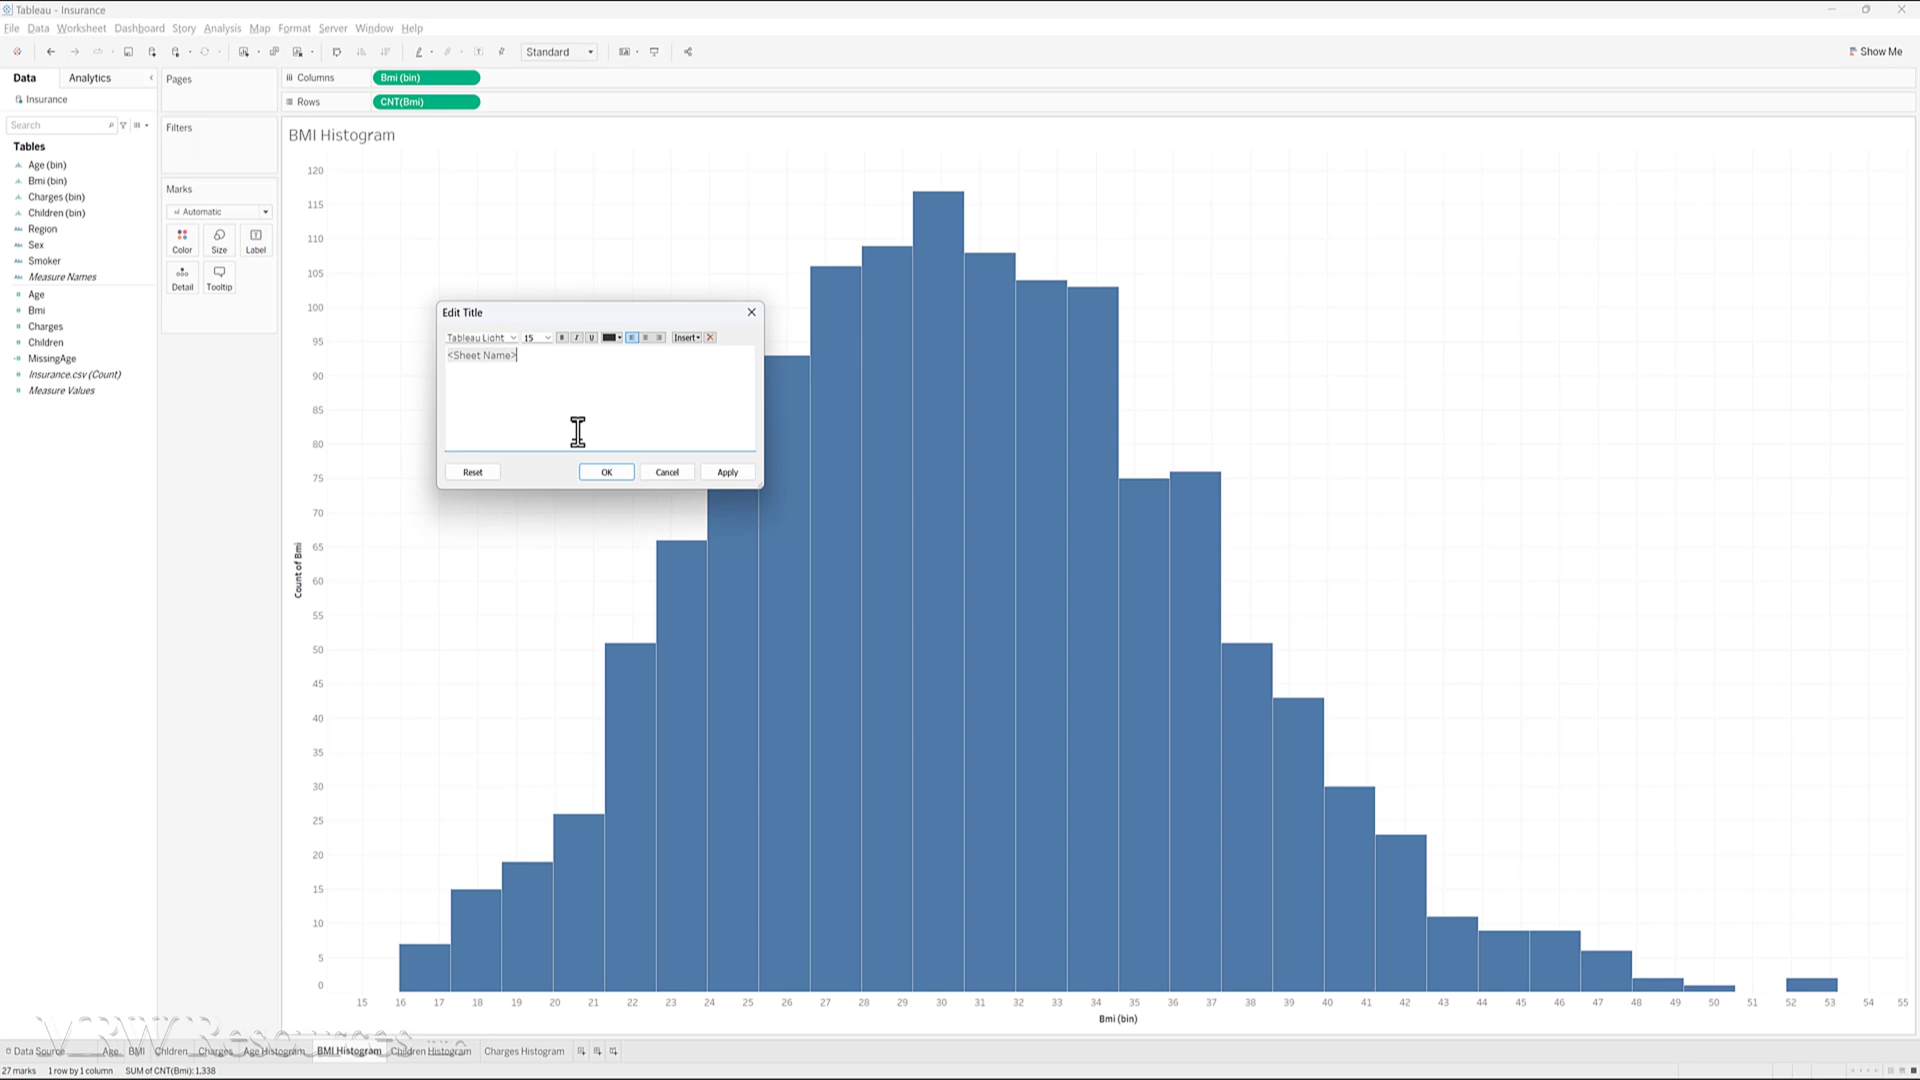 Tableau - Insurance
File Data Worksheet Dashboard Story Analysis Map Format Server Window Help
Standard
Show Me
Data Analytics
Insurance
Search
Tables
Age (bin)
Bmi (bin)
Charges (bin)
Children (bin)
Region
Sex
Smoker
Measure Names
Age
Bmi
Charges
Children
MissingAge
Insurance.csv (Count)
Measure Values
Pages
Filters
Marks
Automatic
Color Size Label
Detail Tooltip
Columns Bmi (bin)
Rows CNT(Bmi)
BMI Histogram
120
115
110
105
100
95
90
85
80
75
70
65
60
55
50
45
40
35
30
25
20
15
10
5
0
Count of Bmi
Edit Title
Tableau Light 15 B I U Insert
<Sheet Name>
Reset OK Cancel Apply
15 16 17 18 19 20 21 22 23 24 25 26 27 28 29 30 31 32 33 34 35 36 37 38 39 40 41 42 43 44 45 46 47 48 49 50 51 52 53 54 55
Bmi (bin)
VRW Resources
Data Source Age BMI Children Charges Age Histogram BMI Histogram Children Histogram Charges Histogram
27 marks 1 row by 1 column SUM of CNT(Bmi): 1,338